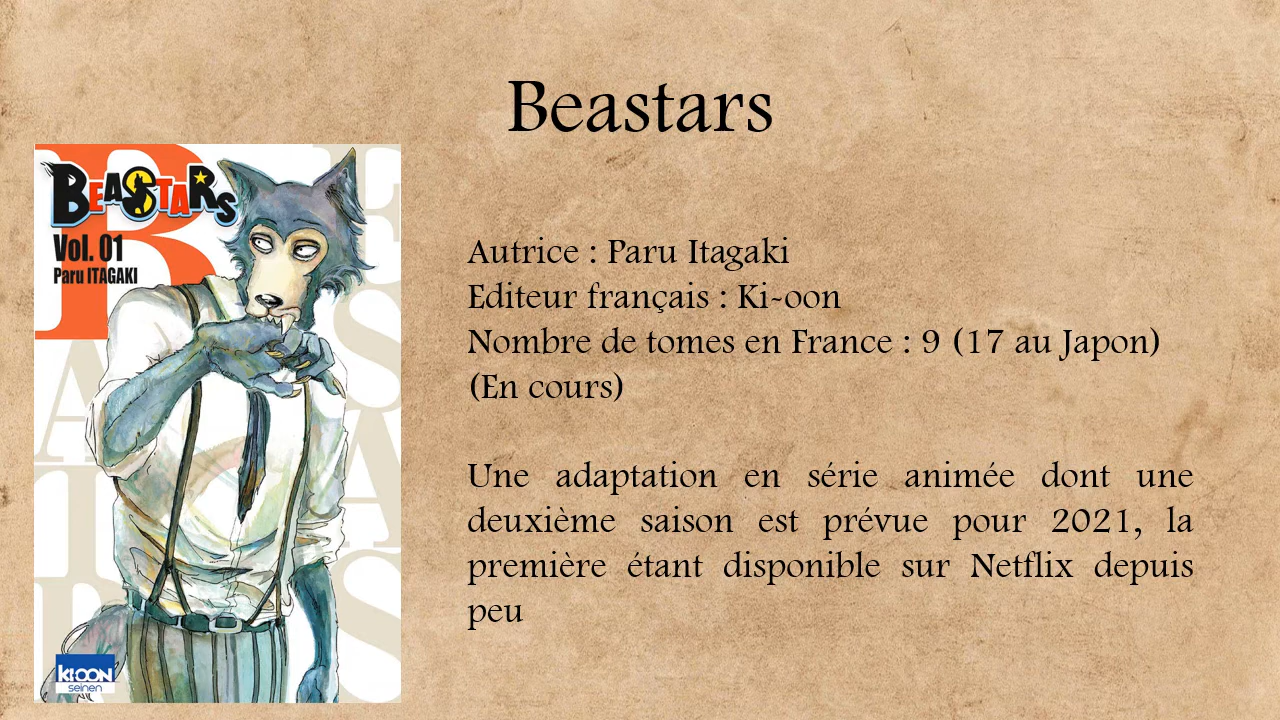 Beastars
BEASTARS
Vol. 01
Paru ITAGAKI
KI-OON
seinen
Autrice : Paru Itagaki
Editeur français : Ki-oon
Nombre de tomes en France : 9 (17 au Japon)
(En cours)
Une adaptation en série animée dont une
deuxième saison est prévue pour 2021, la
première étant disponible sur Netflix depuis
peu